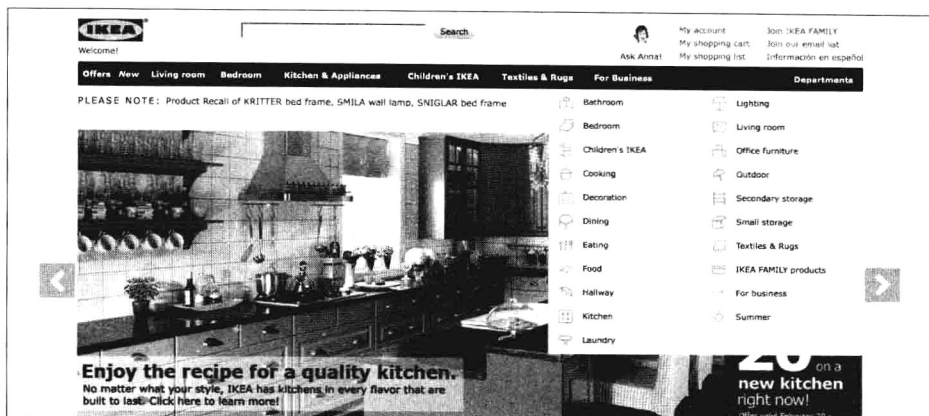 IKEA
Welcome!
Search
Ask Anna!
My account
My shopping cart
My shopping list
Join IKEA FAMILY
Join our email list
Información en español
Offers New Living room Bedroom Kitchen & Appliances Children's IKEA Textiles & Rugs For Business Departments
PLEASE NOTE: Product Recall of KRITTER bed frame, SMILA wall lamp, SNIGLAR bed frame
Bathroom
Bedroom
Children's IKEA
Cooking
Decoration
Dining
Eating
Food
Hallway
Kitchen
Laundry
Lighting
Living room
Office furniture
Outdoor
Secondary storage
Small storage
Textiles & Rugs
IKEA FAMILY products
For business
Summer
Enjoy the recipe for a quality kitchen.
No matter what your style, IKEA has kitchens in every flavor that are
built to last. Click here to learn more!
on a
new kitchen
right now!